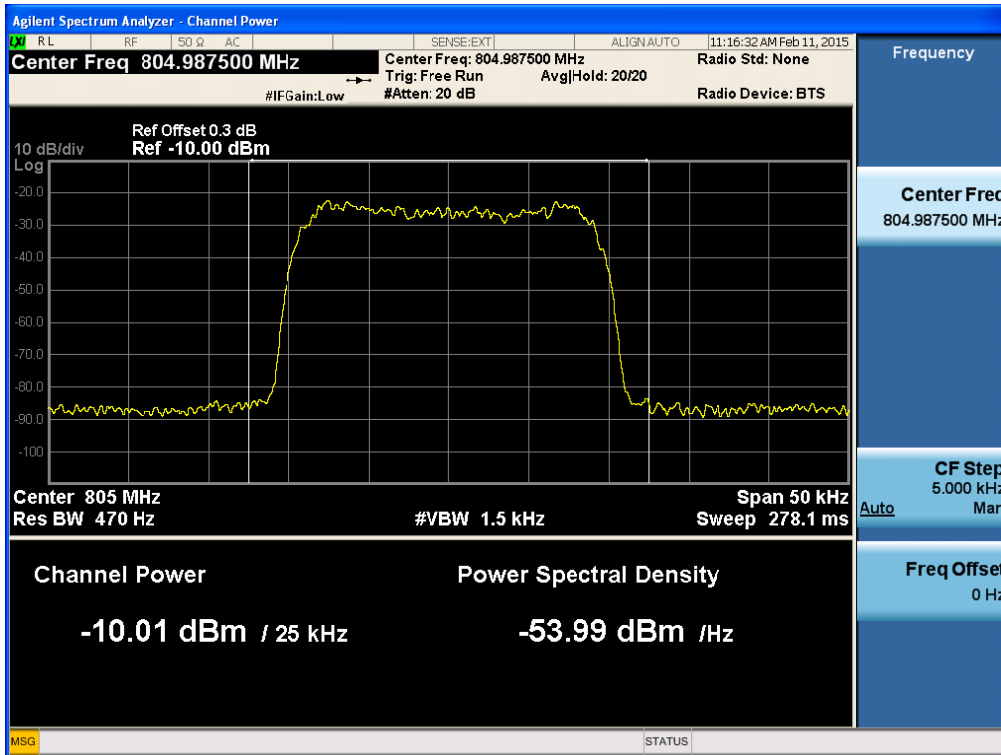 Agilent Spectrum Analyzer - Channel Power
LXI RL RF 50 Ω AC SENSE:EXT ALIGN AUTO 11:16:32 AM Feb 11, 2015
Center Freq 804.987500 MHz
Center Freq: 804.987500 MHz
Radio Std: None
Trig: Free Run Avg|Hold: 20/20
#IFGain:Low
#Atten: 20 dB
Radio Device: BTS
Ref Offset 0.3 dB
10 dB/div Ref -10.00 dBm
Log
-20.0
-30.0
-40.0
-50.0
-60.0
-70.0
-80.0
-90.0
-100
Center 805 MHz Span 50 kHz
Res BW 470 Hz #VBW 1.5 kHz Sweep 278.1 ms
Channel Power Power Spectral Density
-10.01 dBm / 25 kHz -53.99 dBm /Hz
MSG STATUS
Frequency
Center Freq
804.987500 MHz
CF Step
5.000 kHz
Auto Man
Freq Offset
0 Hz